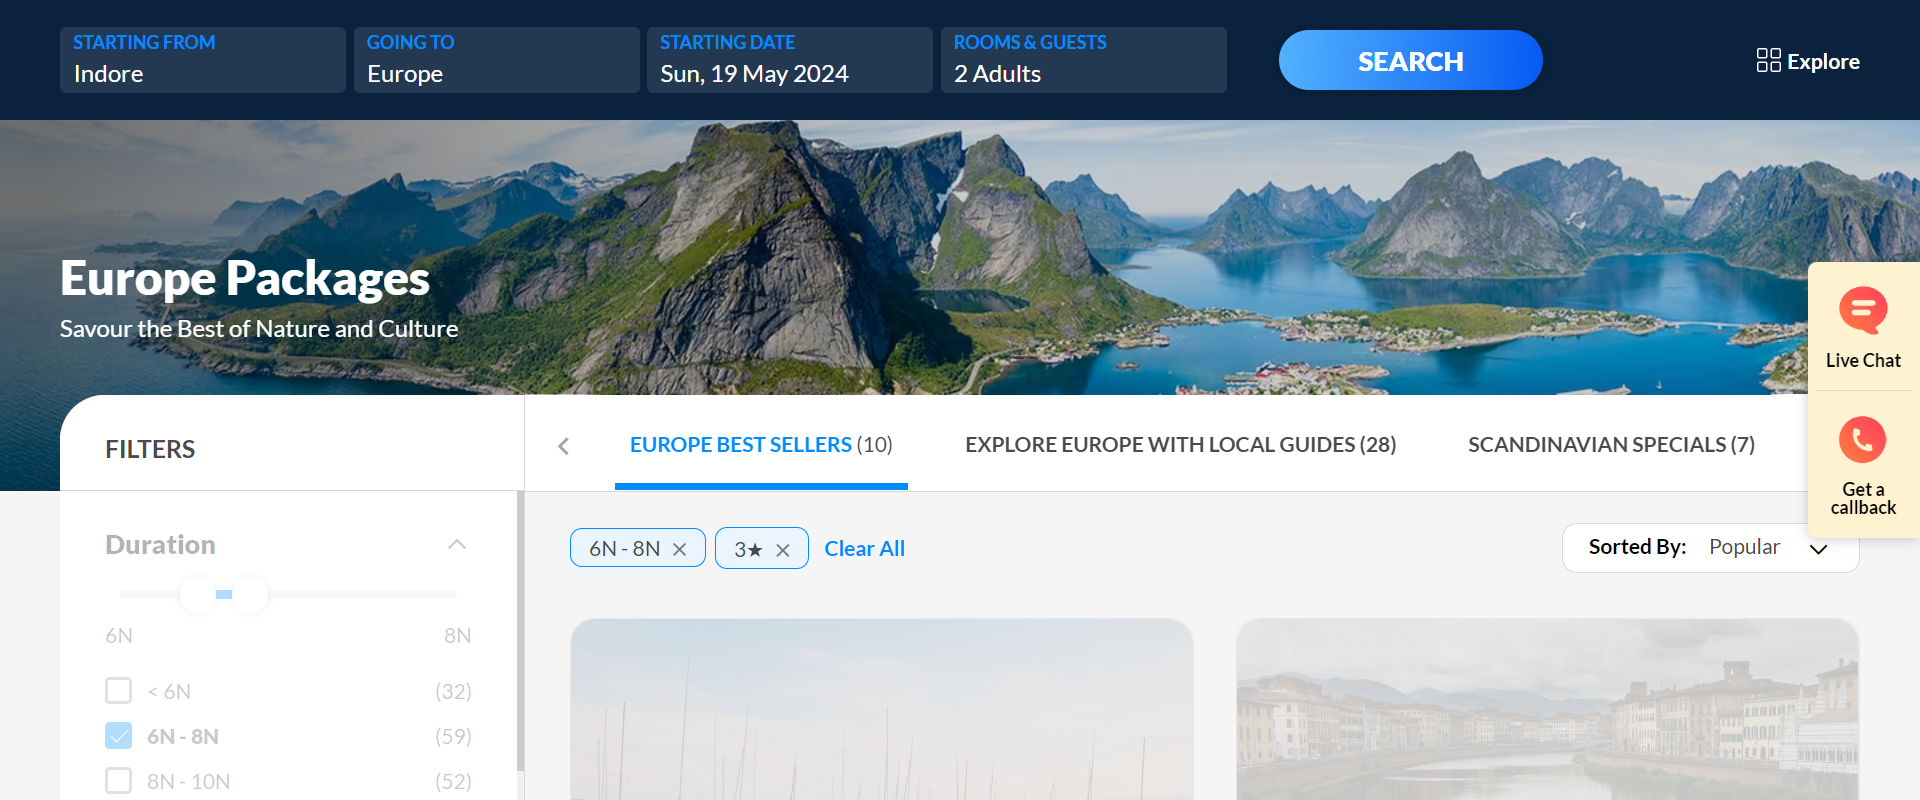 STARTING FROM
Indore
GOING TO
Europe
STARTING DATE
Sun, 19 May 2024
ROOMS & GUESTS
2 Adults
SEARCH
Explore
Europe Packages
Savour the Best of Nature and Culture
Live Chat
Get a
callback
FILTERS
EUROPE BEST SELLERS (10)
EXPLORE EUROPE WITH LOCAL GUIDES (28)
SCANDINAVIAN SPECIALS (7)
Duration
6N
8N
< 6N
(32)
6N - 8N
(59)
8N - 10N
(52)
6N - 8N ×
3★ ×
Clear All
Sorted By: Popular